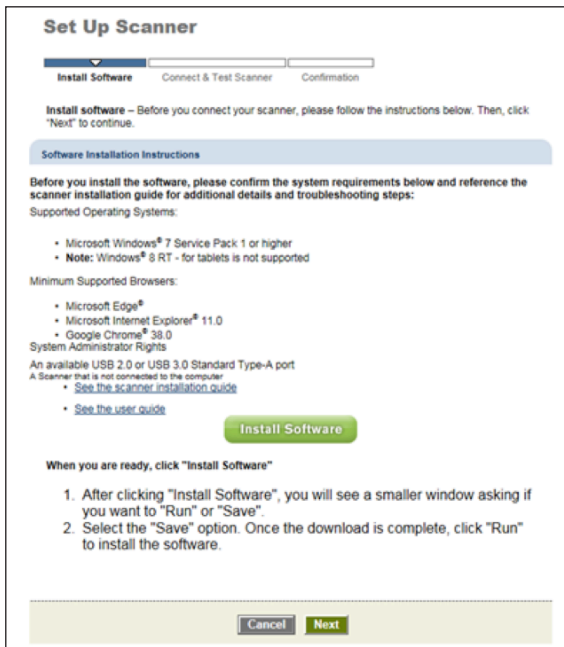 Set Up Scanner
Install Software Connect & Test Scanner Confirmation
Install software – Before you connect your scanner, please follow the instructions below. Then, click
"Next" to continue.
Software Installation Instructions
Before you install the software, please confirm the system requirements below and reference the
scanner installation guide for additional details and troubleshooting steps:
Supported Operating Systems:
• Microsoft Windows® 7 Service Pack 1 or higher
• Note: Windows® 8 RT - for tablets is not supported
Minimum Supported Browsers:
• Microsoft Edge®
• Microsoft Internet Explorer® 11.0
• Google Chrome® 38.0
System Administrator Rights
An available USB 2.0 or USB 3.0 Standard Type-A port
A Scanner that is not connected to the computer
• See the scanner installation guide
• See the user guide
Install Software
When you are ready, click "Install Software"
1. After clicking "Install Software", you will see a smaller window asking if
you want to "Run" or "Save".
2. Select the "Save" option. Once the download is complete, click "Run"
to install the software.
Cancel Next